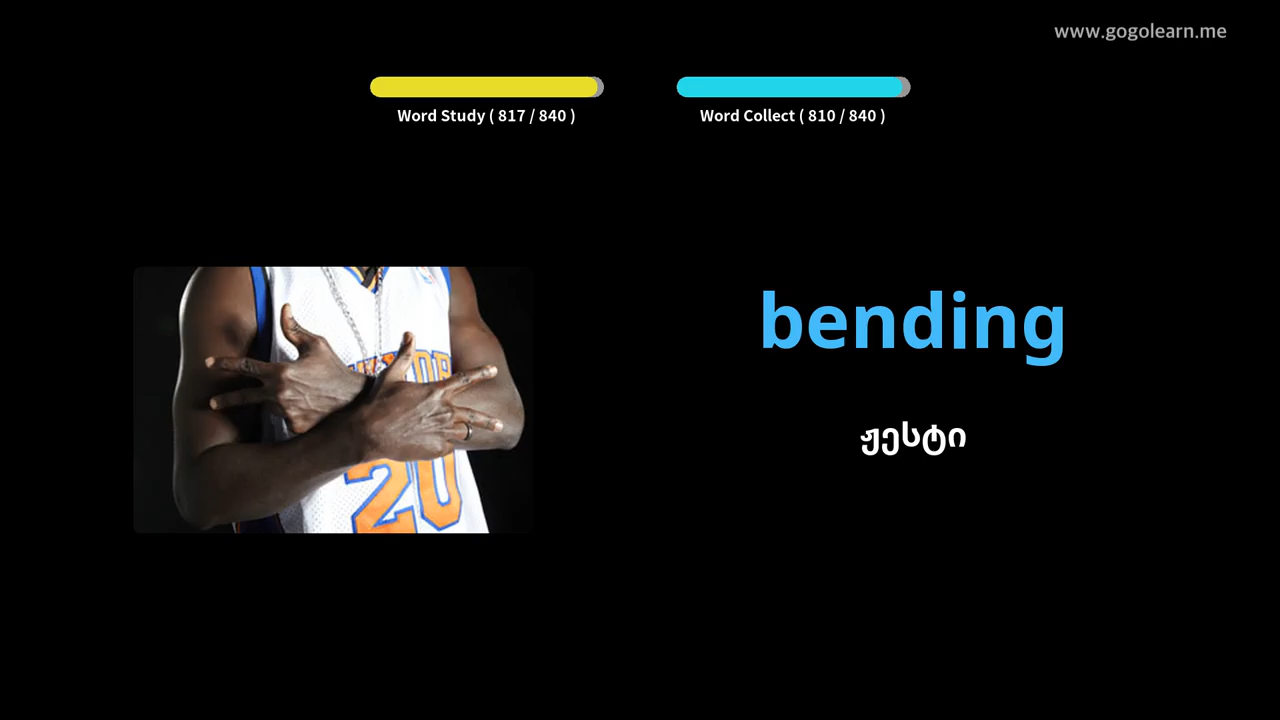 www.gogolearn.me
Word Study ( 817 / 840 )
Word Collect ( 810 / 840 )
bending
ჟესტი
20